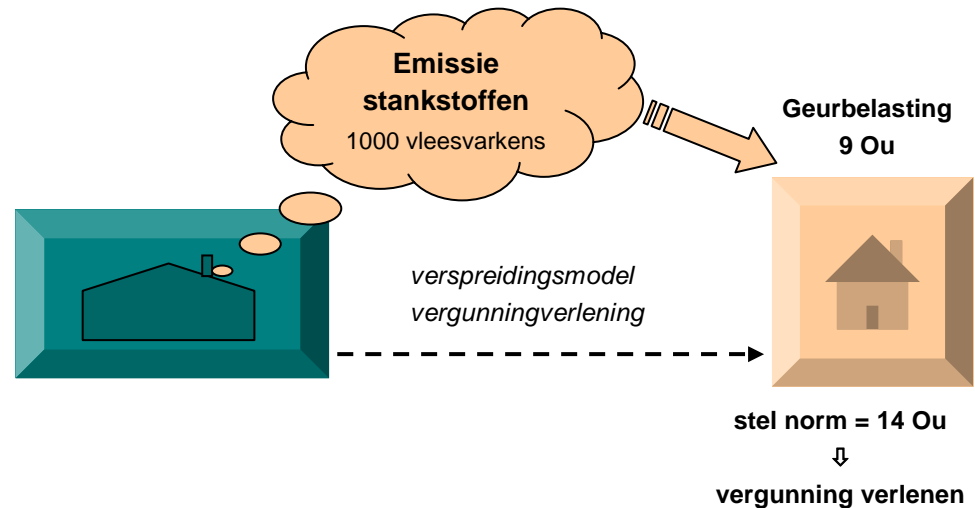 Emissie
stankstoffen
1000 vleesvarkens
Geurbelasting
9 Ou
verspreidingsmodel
vergunningverlening
stel norm = 14 Ou
⇩
vergunning verlenen